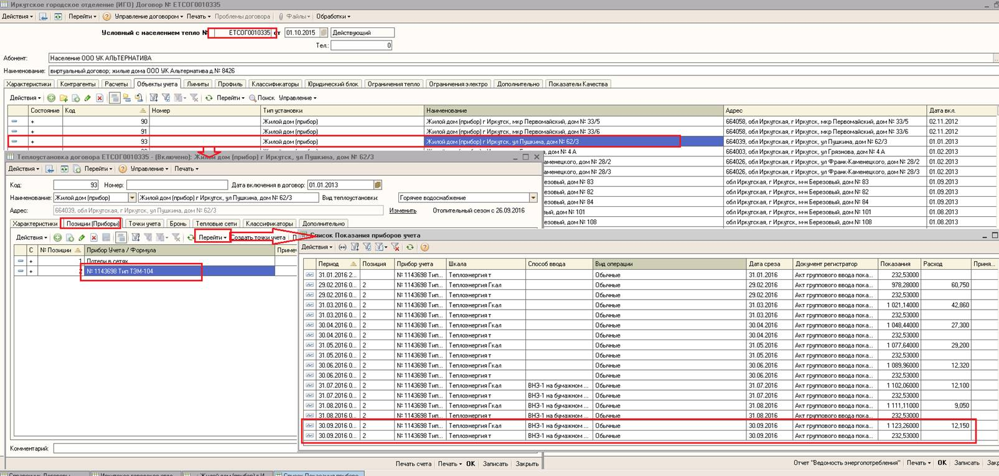 Иркутское городское отделение (ИГО) Договор № ЕТСОГ0010335
Действия Перейти Управление договором Печать Проблемы договора Файлы Обработки
Условный с населением тепло № ЕТСОГ0010335 от 01.10.2015 Действующий
Тел.: 0
Абонент: Население ООО УК АЛЬТЕРНАТИВА
Наименование: виртуальный договор; жилые дома ООО УК Альтернатива д.№ 8426
Характеристики Контрагенты Расчеты Объекты учета Лимиты Профиль Классификаторы Юридический блок Ограничения тепло Ограничения электро Дополнительно Показатели Качества
Действия Перейти Поиск Управление
Состояние Код Номер Тип установки Наименование Адрес Дата вкл.
+ 90 Жилой дом (прибор) Жилой дом (прибор) г Иркутск, мкр Первомайский, дом № 33/5 664058, обл Иркутская, г Иркутск, мкр Первомайский, дом № 33/5 02.11.2012
+ 91 Жилой дом (прибор) Жилой дом (прибор) г Иркутск, мкр Первомайский, дом № 33/6 664058, обл Иркутская, г Иркутск, мкр Первомайский, дом № 33/6 02.11.2012
+ 93 Жилой дом (прибор) Жилой дом (прибор) г Иркутск, ул Пушкина, дом № 62/3 664039, обл Иркутская, г Иркутск, ул Пушкина, дом № 62/3 01.01.2013
дом № 4 А 664003, обл Иркутская, г Иркутск, ул Грязнова, дом № 4 А 01.02.2013
каменецкого, дом № 28/2 664026, обл Иркутская, г Иркутск, ул Франк-Каменецкого, дом № 28/2 01.02.2013
каменецкого, дом № 28/3 664026, обл Иркутская, г Иркутск, ул Франк-Каменецкого, дом № 28/3 01.02.2013
езовый, дом № 83 обл Иркутская, г Иркутск, м-н Березовый, дом № 83 01.09.2013
езовый, дом № 82 обл Иркутская, г Иркутск, м-н Березовый, дом № 82 01.09.2013
езовый, дом № 84 обл Иркутская, г Иркутск, м-н Березовый, дом № 84 01.09.2013
езовый, дом № 101 обл Иркутская, г Иркутск, м-н Березовый, дом № 101 01.08.2013
езовый, дом № 108 обл Иркутская, г Иркутск, м-н Березовый, дом № 108 01.08.2013
Теплоустановка договора ЕТСОГ0010335 - (Включено): Жилой дом (прибор) г Иркутск, ул Пушкина, дом № 62/3
Действия Перейти Управление Печать
Код: 93 Номер: Дата включения в договор: 01.01.2013
Наименование: Жилой дом (прибор) Жилой дом (прибор) г Иркутск, ул Пушкина, дом № 62/3 Вид теплоустановки: Горячее водоснабжение
Адрес: 664039, обл Иркутская, г Иркутск, ул Пушкина, дом № 62/3 Изменить Отопительный сезон с 26.09.2016
Характеристики Позиции (Приборы) Точки учета Бронь Тепловые сети Классификаторы Дополнительно
Действия Перейти Создать точки учета П
С № Позиции Прибор Учета / Формула Примеч
+ 1 Потери в сетях
+ 2 № 1143698 Тип ТЭМ-104
Комментарий:
Печать счета Печать OK Записать Закрыть
Список Показания приборов учета
Действия
Период Позиция Прибор учета Шкала Способ ввода Вид операции Дата среза Документ регистратор Показания Расход Приня...
31.01.2016 2... № 1143698 Тип... Теплоэнергия т Обычные 31.01.2016 Акт группового ввода пока... 232,53000
29.02.2016 0... 2 № 1143698 Тип... Теплоэнергия Гкал Обычные 29.02.2016 Акт группового ввода пока... 978,28000 60,750
29.02.2016 0... 2 № 1143698 Тип... Теплоэнергия т Обычные 29.02.2016 Акт группового ввода пока... 232,53000
31.03.2016 0... 2 № 1143698 Тип... Теплоэнергия Гкал Обычные 31.03.2016 Акт группового ввода пока... 1 021,14000 42,860
31.03.2016 0... 2 № 1143698 Тип... Теплоэнергия т Обычные 31.03.2016 Акт группового ввода пока... 232,53000
30.04.2016 0... 2 № 1143698 Тип... Теплоэнергия Гкал Обычные 30.04.2016 Акт группового ввода пока... 1 048,44000 27,300
30.04.2016 0... 2 № 1143698 Тип... Теплоэнергия т Обычные 30.04.2016 Акт группового ввода пока... 232,53000
31.05.2016 0... 2 № 1143698 Тип... Теплоэнергия Гкал Обычные 31.05.2016 Акт группового ввода пока... 1 077,64000 29,200
31.05.2016 0... 2 № 1143698 Тип... Теплоэнергия т Обычные 31.05.2016 Акт группового ввода пока... 232,53000
30.06.2016 0... 2 № 1143698 Тип... Теплоэнергия Гкал Обычные 30.06.2016 Акт группового ввода пока... 1 089,96000 12,320
30.06.2016 0... 2 № 1143698 Тип... Теплоэнергия т Обычные 30.06.2016 Акт группового ввода пока... 232,53000
31.07.2016 0... 2 № 1143698 Тип... Теплоэнергия Гкал ВНЭ-1 на бумажном ... Обычные 31.07.2016 Акт группового ввода пока... 1 102,06000 12,100
31.07.2016 0... 2 № 1143698 Тип... Теплоэнергия т ВНЭ-1 на бумажном ... Обычные 31.07.2016 Акт группового ввода пока... 232,53000
31.08.2016 0... 2 № 1143698 Тип... Теплоэнергия Гкал ВНЭ-1 на бумажном ... Обычные 31.08.2016 Акт группового ввода пока... 1 111,11000 9,050
31.08.2016 0... 2 № 1143698 Тип... Теплоэнергия т ВНЭ-1 на бумажном ... Обычные 31.08.2016 Акт группового ввода пока... 232,53000
30.09.2016 0... 2 № 1143698 Тип... Теплоэнергия Гкал ВНЭ-1 на бумажном ... Обычные 30.09.2016 Акт группового ввода пока... 1 123,26000 12,150
30.09.2016 0... 2 № 1143698 Тип... Теплоэнергия т ВНЭ-1 на бумажном ... Обычные 30.09.2016 Акт группового ввода пока... 232,53000
Отчет "Ведомость энергопотребления" Печать OK Записать Закр